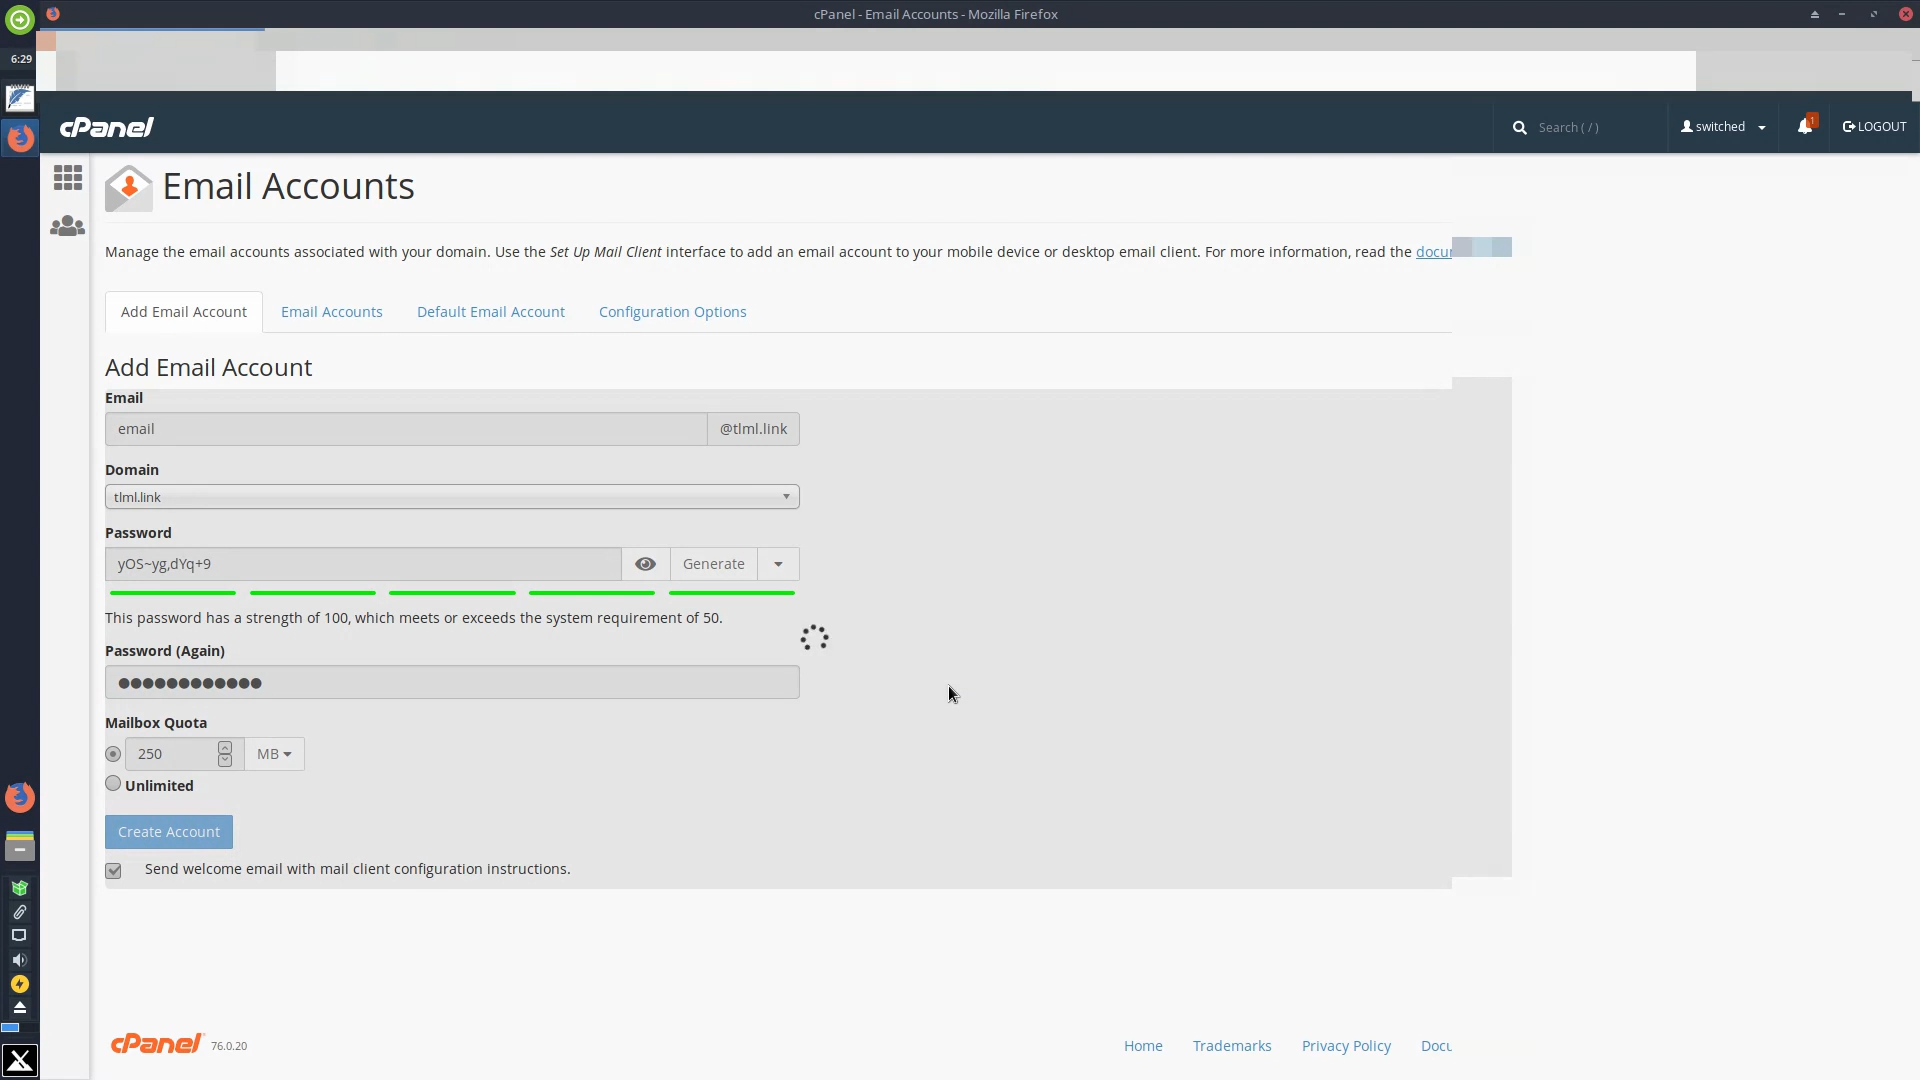 cPanel - Email Accounts - Mozilla Firefox
6:29
cPanel
Search ( / )
switched
1
LOGOUT
Email Accounts
Manage the email accounts associated with your domain. Use the Set Up Mail Client interface to add an email account to your mobile device or desktop email client. For more information, read the
Add Email Account
Email Accounts
Default Email Account
Configuration Options
Add Email Account
Email
email
@tlml.link
Domain
tlml.link
Password
yOS~yg,dYq+9
Generate
This password has a strength of 100, which meets or exceeds the system requirement of 50.
Password (Again)
●●●●●●●●●●●●
Mailbox Quota
250
MB
Unlimited
Create Account
Send welcome email with mail client configuration instructions.
cPanel
76.0.20
Home
Trademarks
Privacy Policy